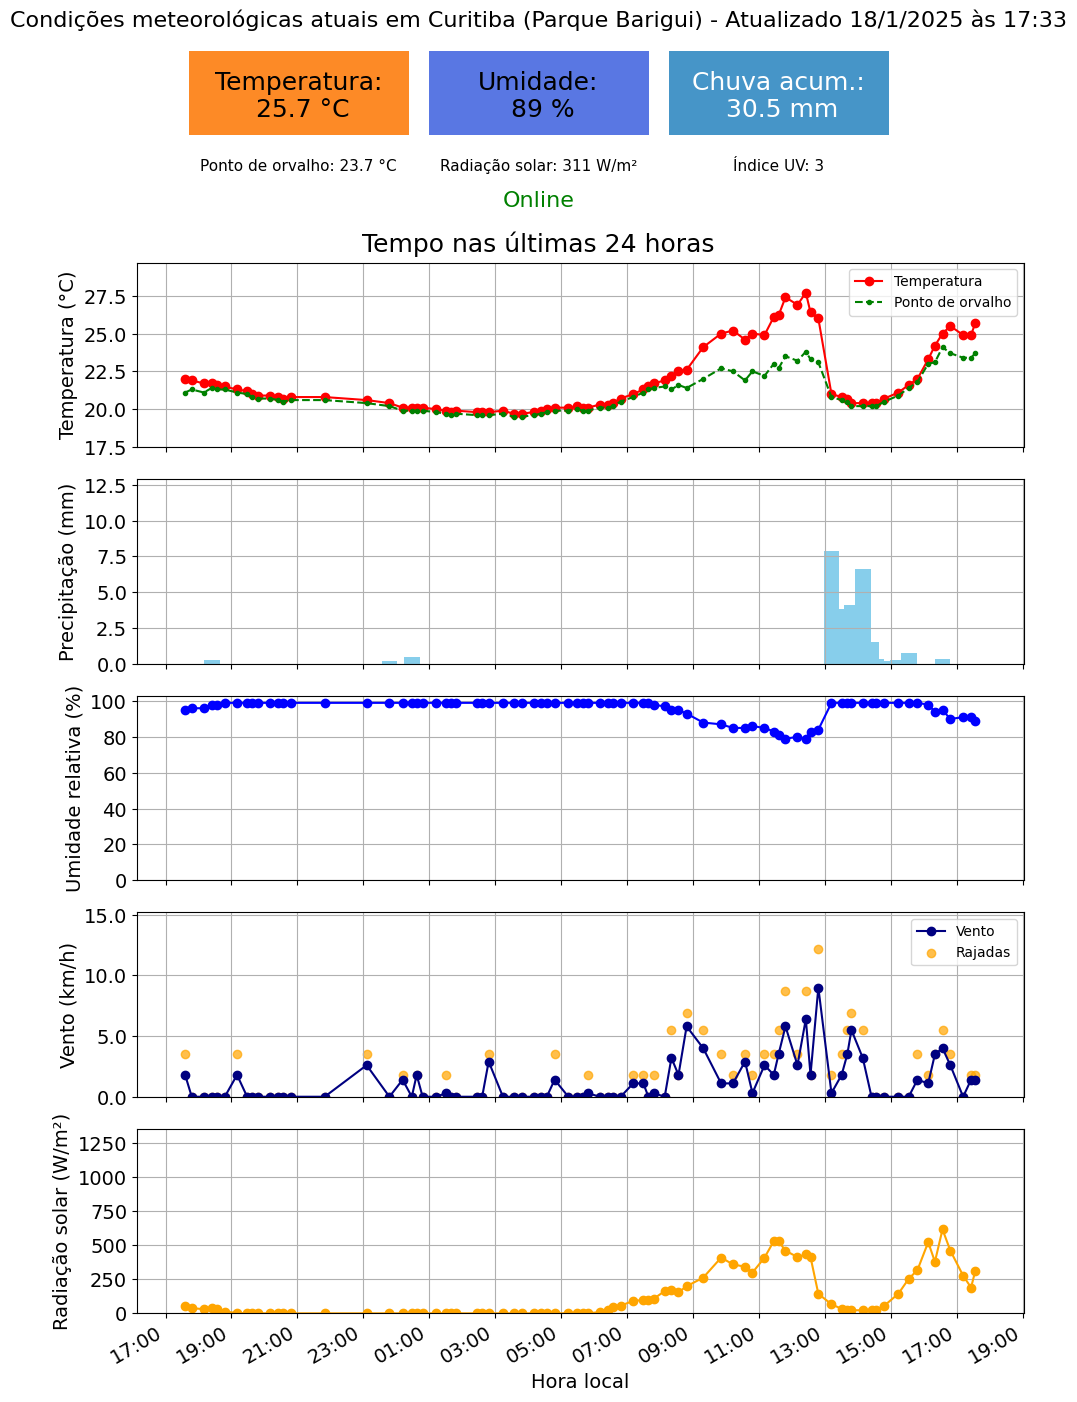 Condições meteorológicas atuais em Curitiba (Parque Barigui) - Atualizado 18/1/2025 às 17:33
Temperatura:
25.7 °C
Umidade:
89 %
Chuva acum.:
30.5 mm
Ponto de orvalho: 23.7 °C
Radiação solar: 311 W/m²
Índice UV: 3
Online
Tempo nas últimas 24 horas
Temperatura (°C)
27.5
25.0
22.5
20.0
17.5
Temperatura
Ponto de orvalho
Precipitação (mm)
12.5
10.0
7.5
5.0
2.5
0.0
Umidade relativa (%)
100
80
60
40
20
0
Vento (km/h)
15.0
10.0
5.0
0.0
Vento
Rajadas
Radiação solar (W/m²)
1250
1000
750
500
250
0
17:00
19:00
21:00
23:00
01:00
03:00
05:00
07:00
09:00
11:00
13:00
15:00
17:00
19:00
Hora local